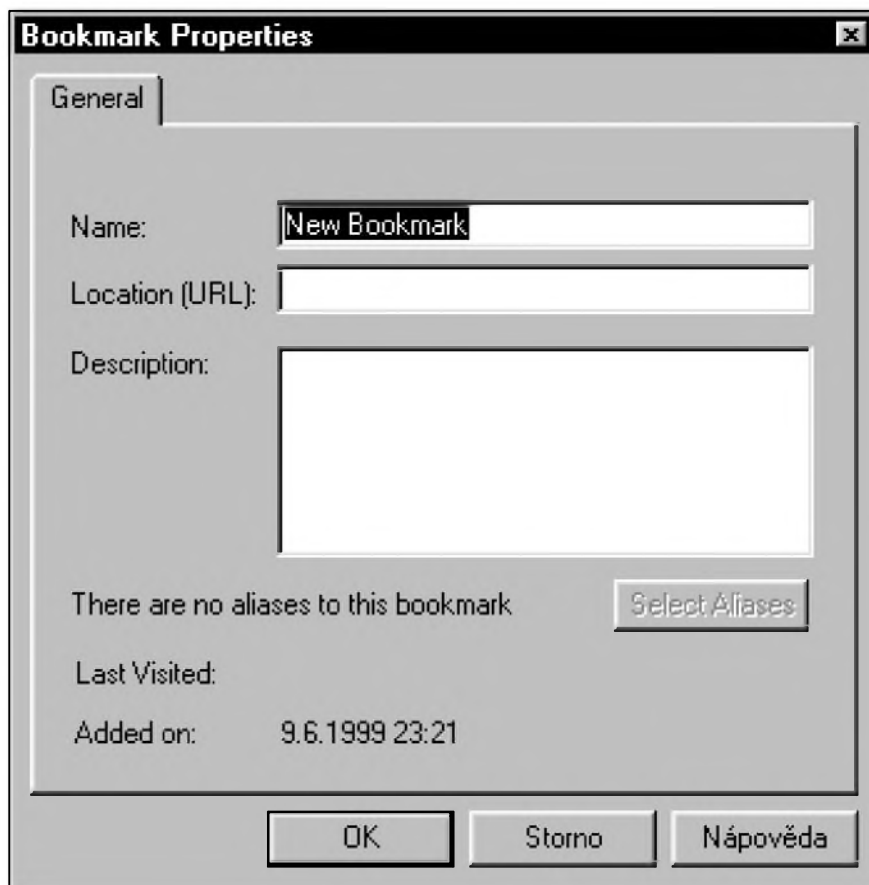 Bookmark Properties
General
Name: New Bookmark
Location (URL):
Description:
There are no aliases to this bookmark Select Aliases
Last Visited:
Added on: 9.6.1999 23:21
OK Storno Nápověda